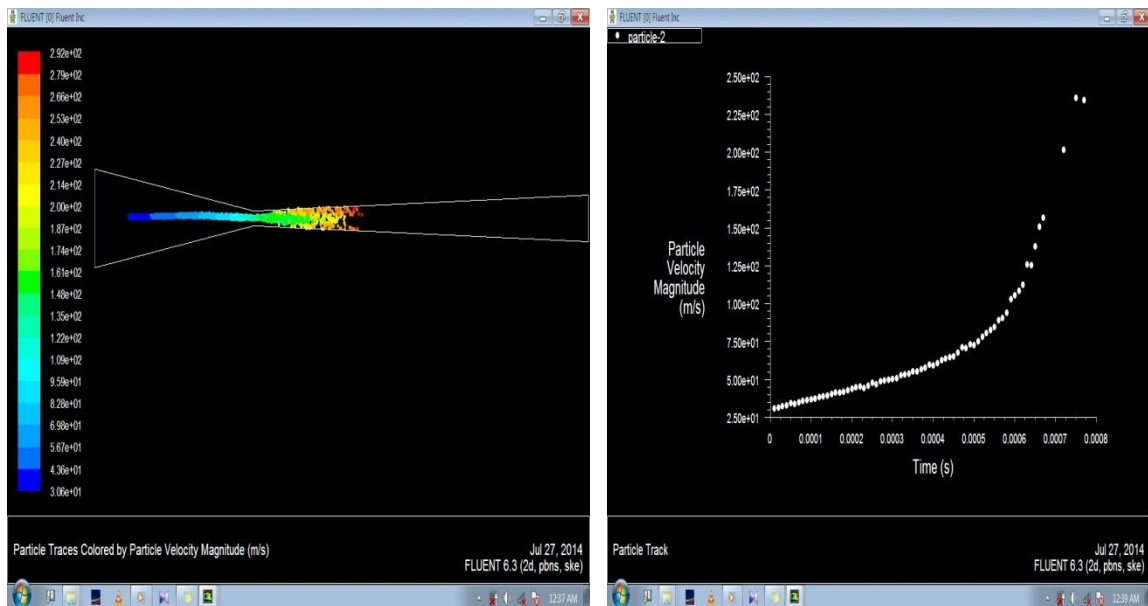 FLUENT [0] Fluent Inc
2.92e+02
2.79e+02
2.66e+02
2.53e+02
2.40e+02
2.27e+02
2.14e+02
2.00e+02
1.87e+02
1.74e+02
1.61e+02
1.48e+02
1.35e+02
1.22e+02
1.09e+02
9.59e+01
8.28e+01
6.98e+01
5.67e+01
4.36e+01
3.06e+01
Particle Traces Colored by Particle Velocity Magnitude (m/s)
Jul 27, 2014
FLUENT 6.3 (2d, pbns, ske)
12:37 AM
FLUENT [0] Fluent Inc
particle-2
2.50e+02
2.25e+02
2.00e+02
1.75e+02
1.50e+02
1.25e+02
1.00e+02
7.50e+01
5.00e+01
2.50e+01
Particle
Velocity
Magnitude
(m/s)
0 0.0001 0.0002 0.0003 0.0004 0.0005 0.0006 0.0007 0.0008
Time (s)
Particle Track
Jul 27, 2014
FLUENT 6.3 (2d, pbns, ske)
12:39 AM